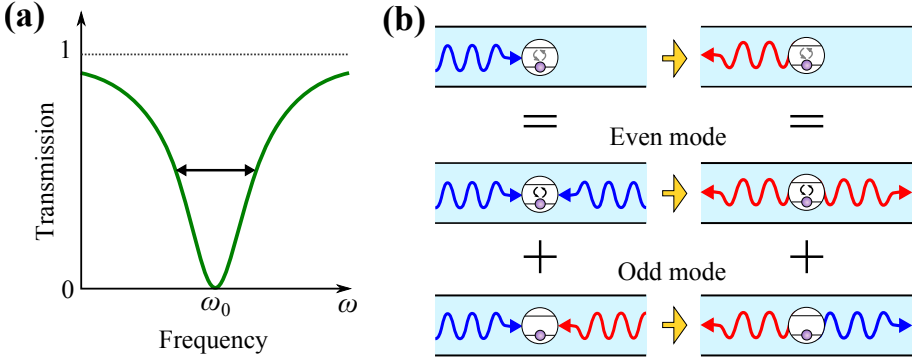 (a)
1
Transmission
0
ω₀
ω
Frequency
(b)
=
=
Even mode
+
+
Odd mode